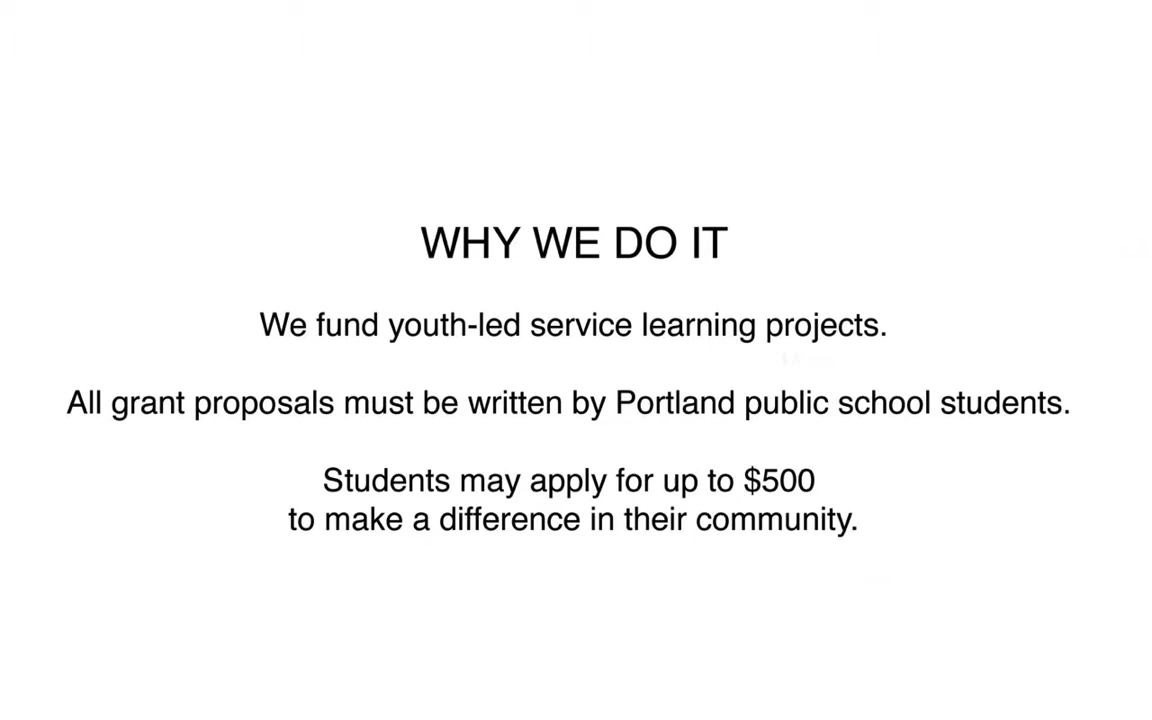 WHY WE DO IT
We fund youth-led service learning projects.
All grant proposals must be written by Portland public school students.
Students may apply for up to $500
to make a difference in their community.